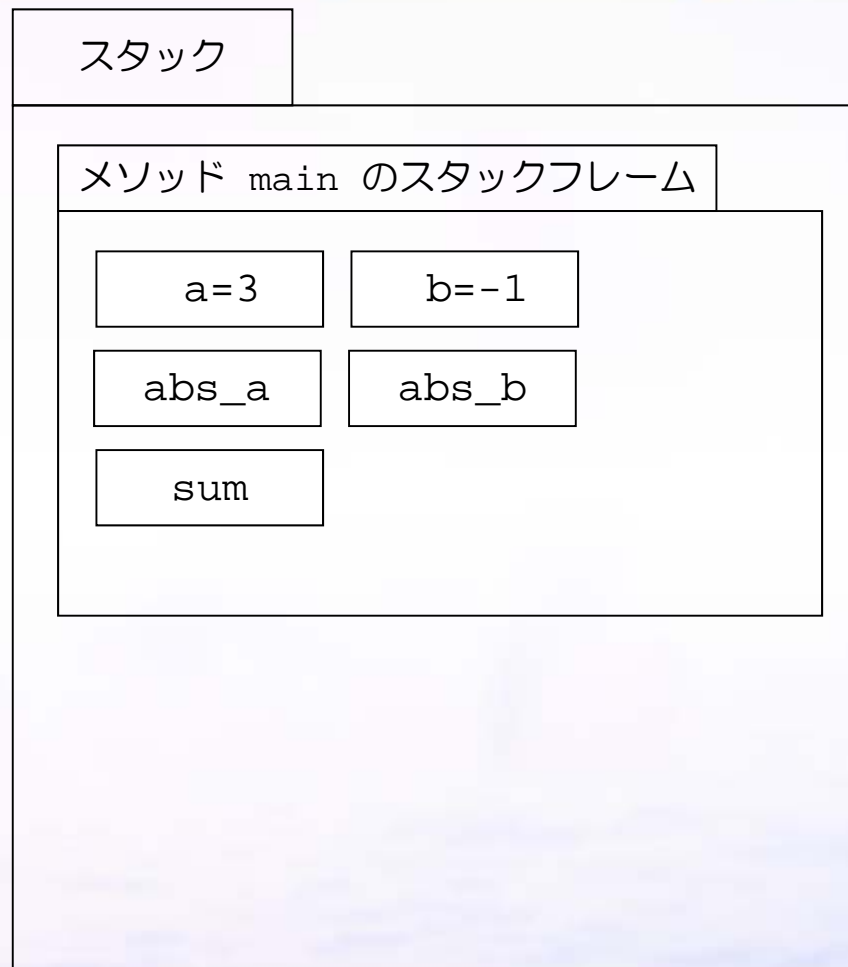 スタック
メソッド main のスタックフレーム
a=3 b=-1
abs_a abs_b
sum